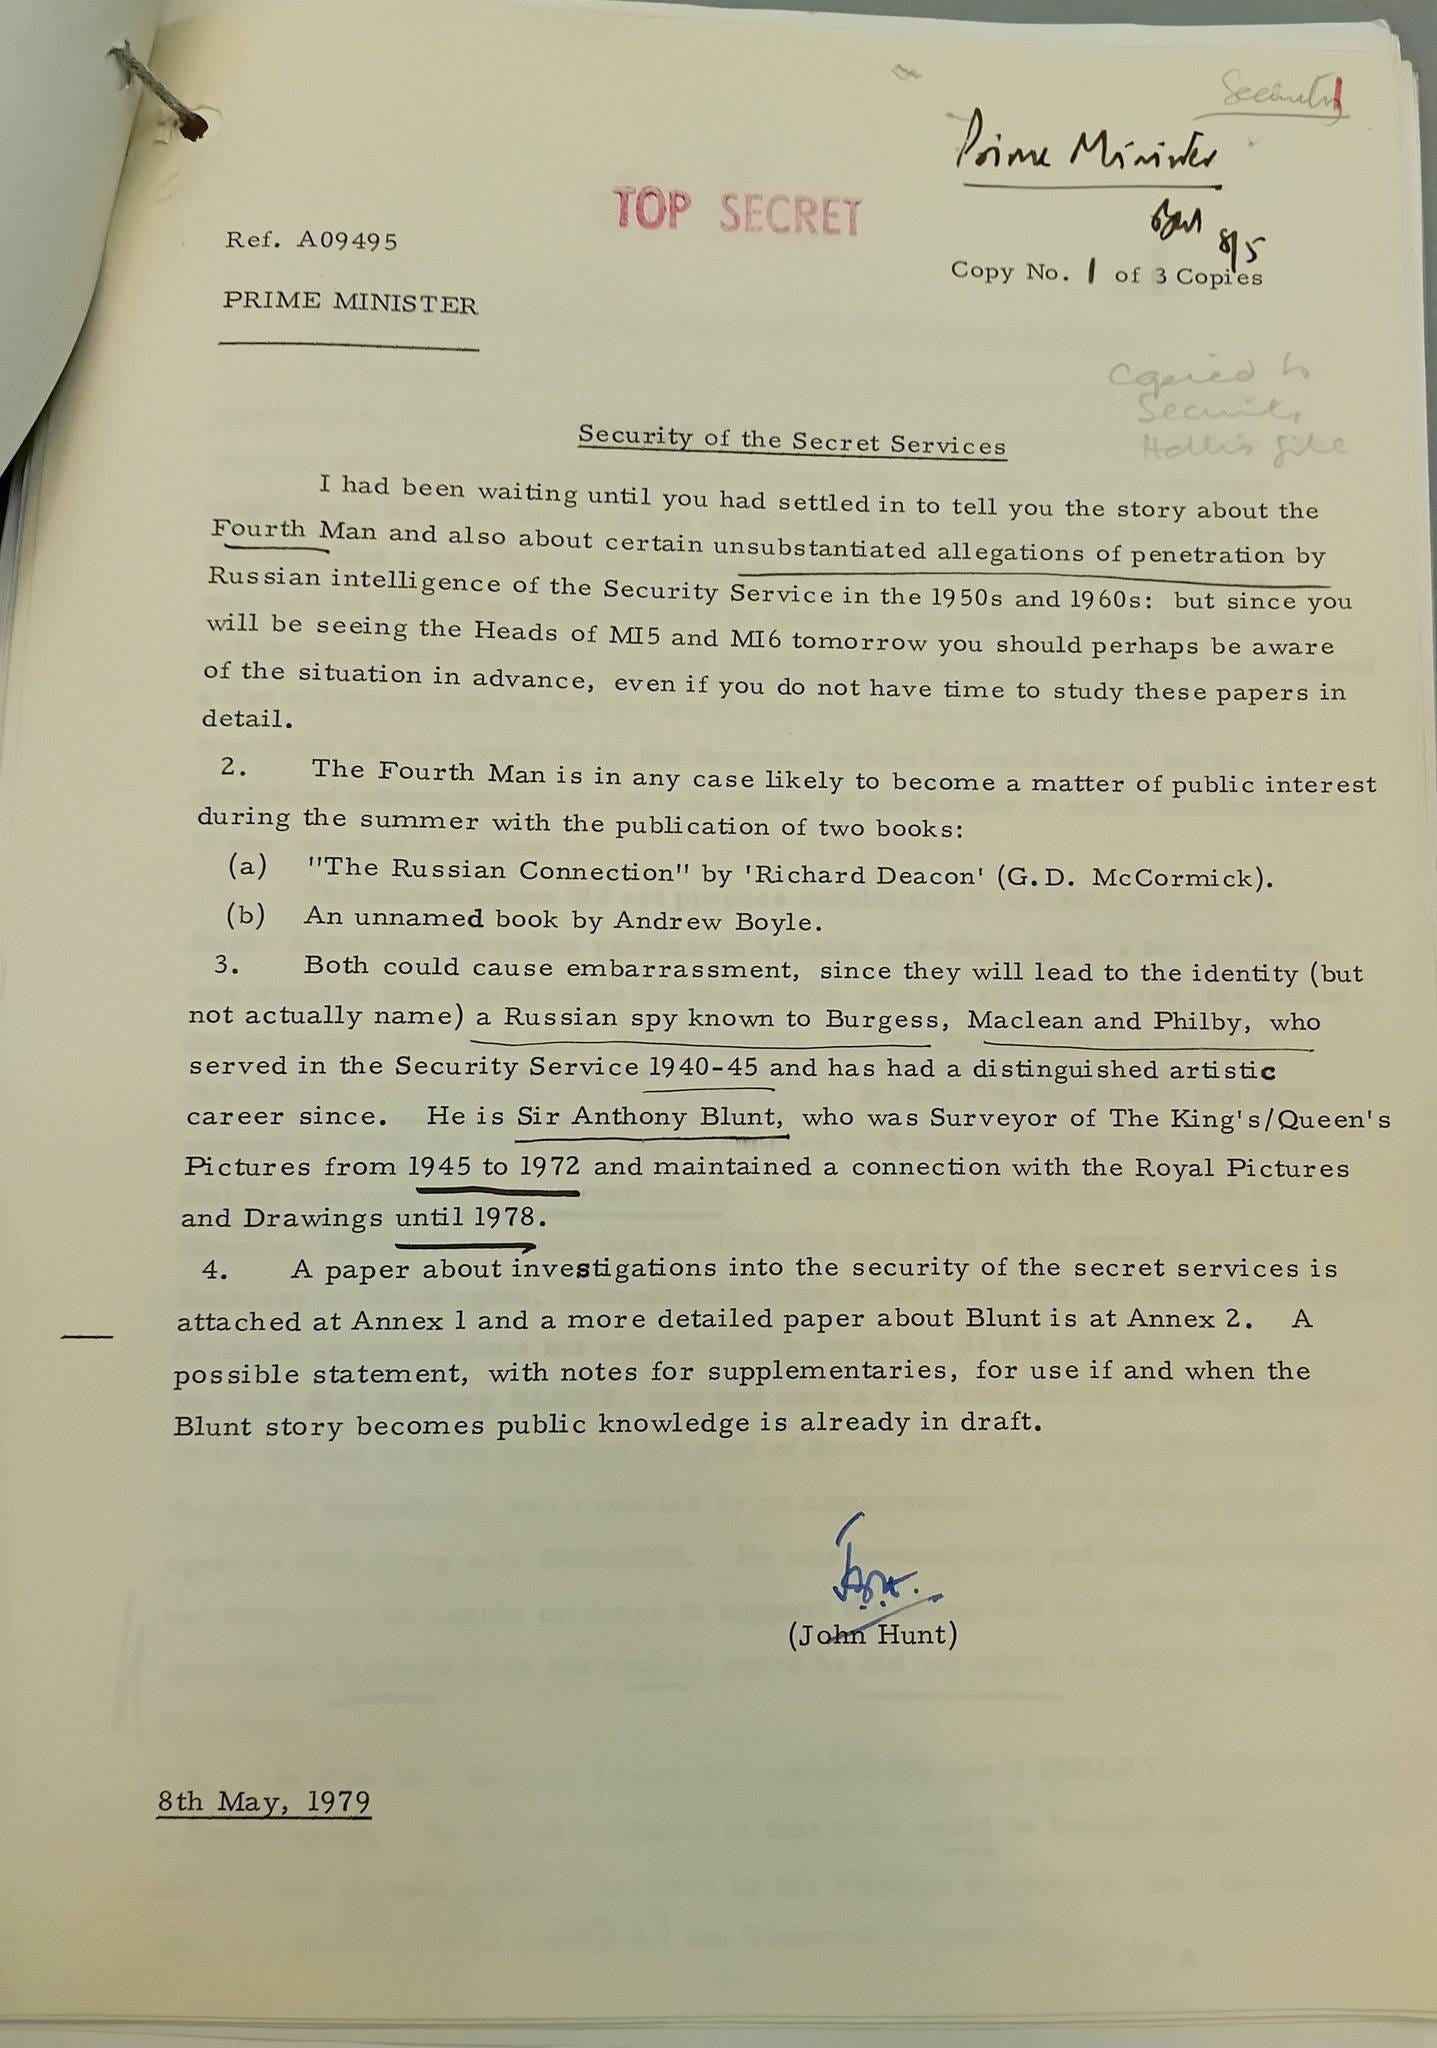 Security
Prime Minister
TOP SECRET
8/5
Ref. A09495
Copy No. 1 of 3 Copies
PRIME MINISTER
Copied to
Security
Hollis file
Security of the Secret Services
I had been waiting until you had settled in to tell you the story about the
Fourth Man and also about certain unsubstantiated allegations of penetration by
Russian intelligence of the Security Service in the 1950s and 1960s: but since you
will be seeing the Heads of MI5 and MI6 tomorrow you should perhaps be aware
of the situation in advance, even if you do not have time to study these papers in
detail.
2. The Fourth Man is in any case likely to become a matter of public interest
during the summer with the publication of two books:
(a) "The Russian Connection" by 'Richard Deacon' (G.D. McCormick).
(b) An unnamed book by Andrew Boyle.
3. Both could cause embarrassment, since they will lead to the identity (but
not actually name) a Russian spy known to Burgess, Maclean and Philby, who
served in the Security Service 1940-45 and has had a distinguished artistic
career since. He is Sir Anthony Blunt, who was Surveyor of The King's/Queen's
Pictures from 1945 to 1972 and maintained a connection with the Royal Pictures
and Drawings until 1978.
4. A paper about investigations into the security of the secret services is
attached at Annex 1 and a more detailed paper about Blunt is at Annex 2. A
possible statement, with notes for supplementaries, for use if and when the
Blunt story becomes public knowledge is already in draft.
(John Hunt)
8th May, 1979